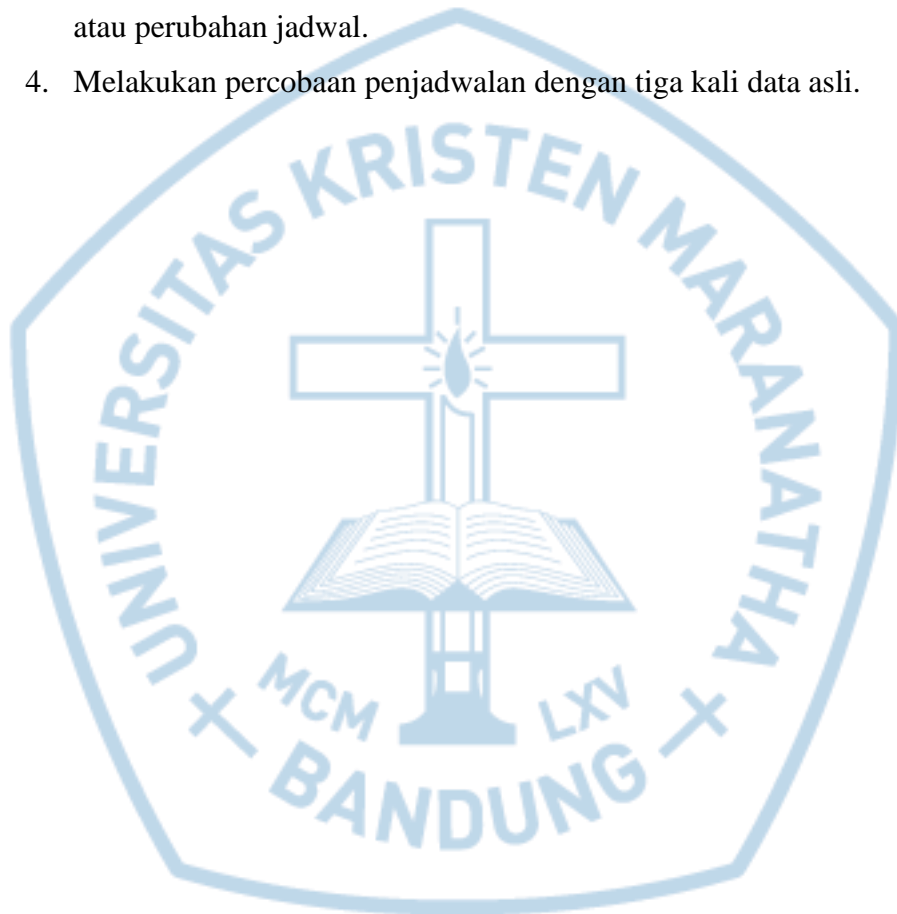 atau perubahan jadwal.
4. Melakukan percobaan penjadwalan dengan tiga kali data asli.
UNIVERSITAS KRISTEN MARANATHA
MCM LXV
BANDUNG